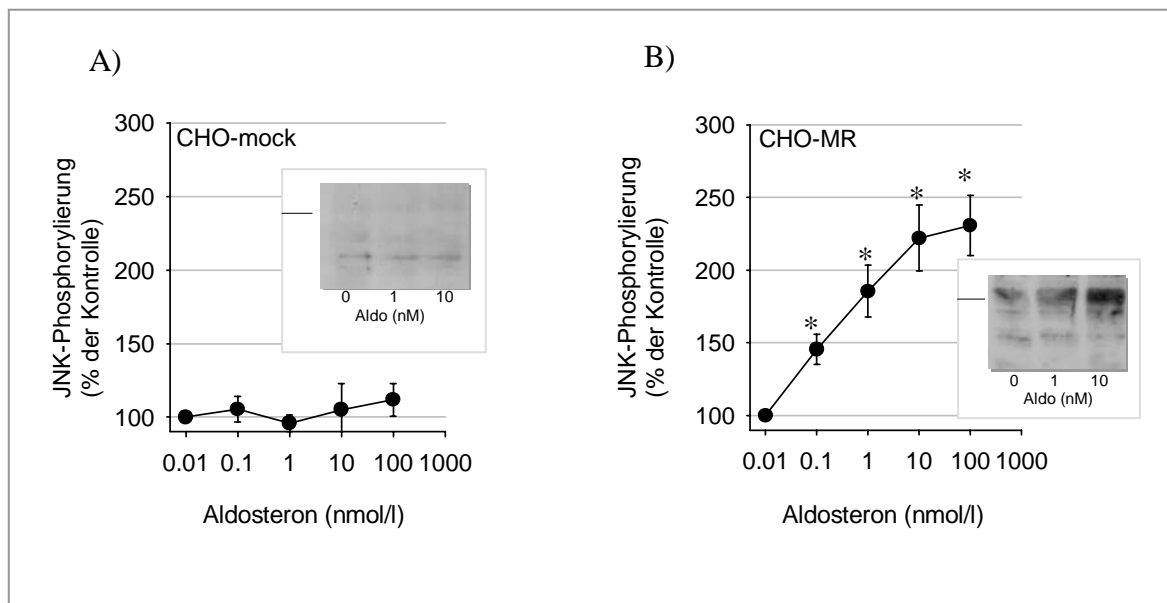 A)
CHO-mock
300
250
200
150
100
JNK-Phosphorylierung
(% der Kontrolle)
0 1 10
Aldo (nM)
0.01 0.1 1 10 100 1000
Aldosteron (nmol/l)
B)
CHO-MR
300
250
200
150
100
JNK-Phosphorylierung
(% der Kontrolle)
* * * *
0 1 10
Aldo (nM)
0.01 0.1 1 10 100 1000
Aldosteron (nmol/l)